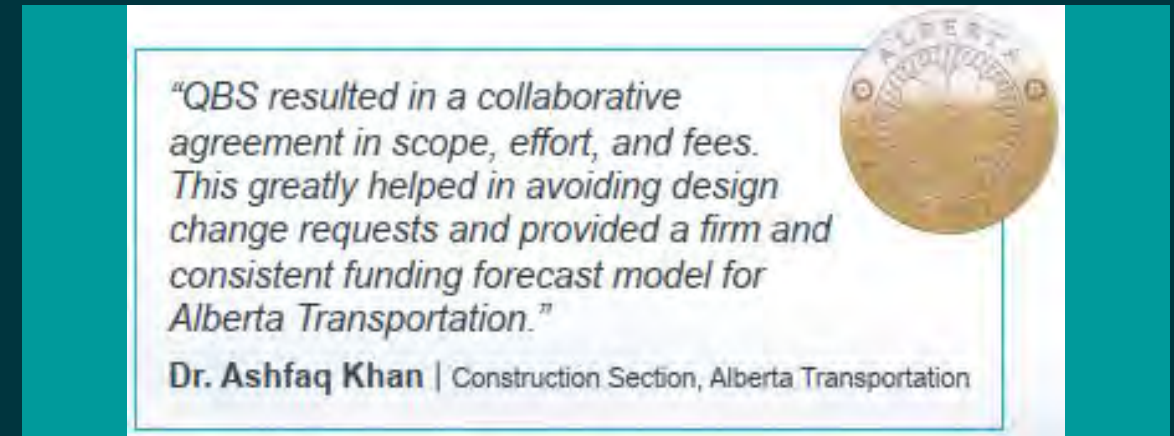 ALBERTA
“QBS resulted in a collaborative
agreement in scope, effort, and fees.
This greatly helped in avoiding design
change requests and provided a firm and
consistent funding forecast model for
Alberta Transportation.”
Dr. Ashfaq Khan | Construction Section, Alberta Transportation